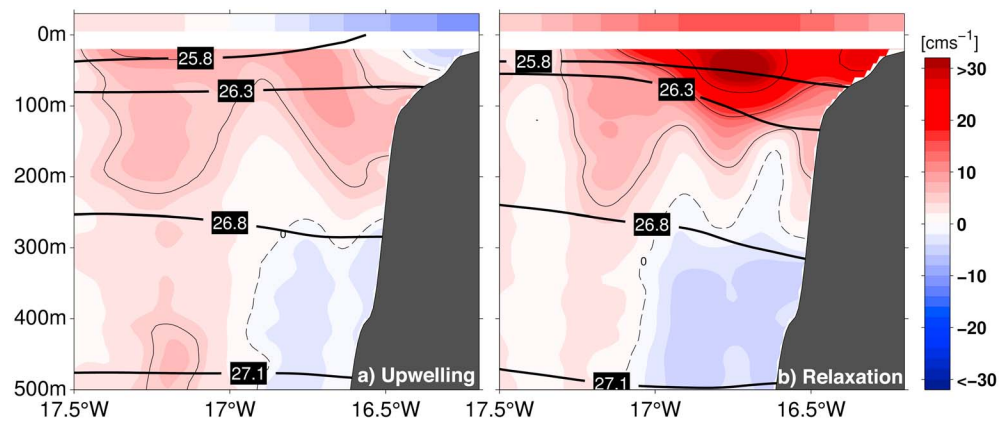 [cms⁻¹]
0m
100m
200m
300m
400m
500m
25.8
26.3
26.8
0
27.1
a) Upwelling
17.5°W
17°W
16.5°W
25.8
26.3
26.8
0
27.1
b) Relaxation
17.5°W
17°W
16.5°W
>30
20
10
0
−10
−20
<−30